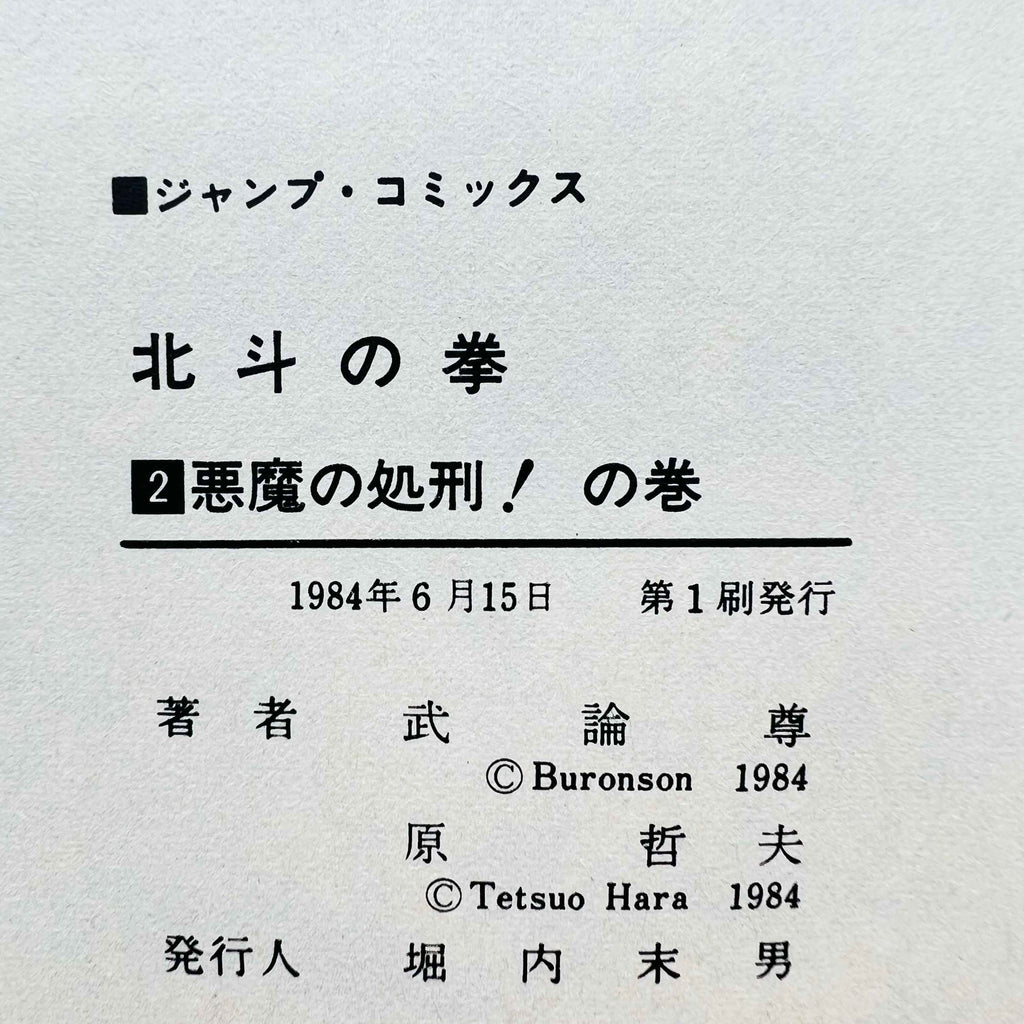 ■ジャンプ・コミックス
北斗の拳
2悪魔の処刑！の巻
1984年6月15日 第1刷発行
著者 武論尊
©Buronson 1984
原哲夫
©Tetsuo Hara 1984
発行人 堀内末男